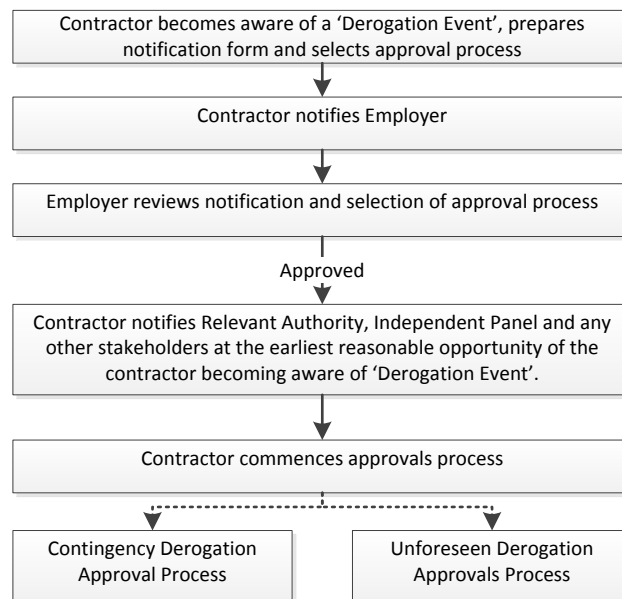 Contractor becomes aware of a ‘Derogation Event’, prepares
notification form and selects approval process
Contractor notifies Employer
Employer reviews notification and selection of approval process
Approved
Contractor notifies Relevant Authority, Independent Panel and any
other stakeholders at the earliest reasonable opportunity of the
contractor becoming aware of ‘Derogation Event’.
Contractor commences approvals process
Contingency Derogation
Approval Process
Unforeseen Derogation
Approvals Process